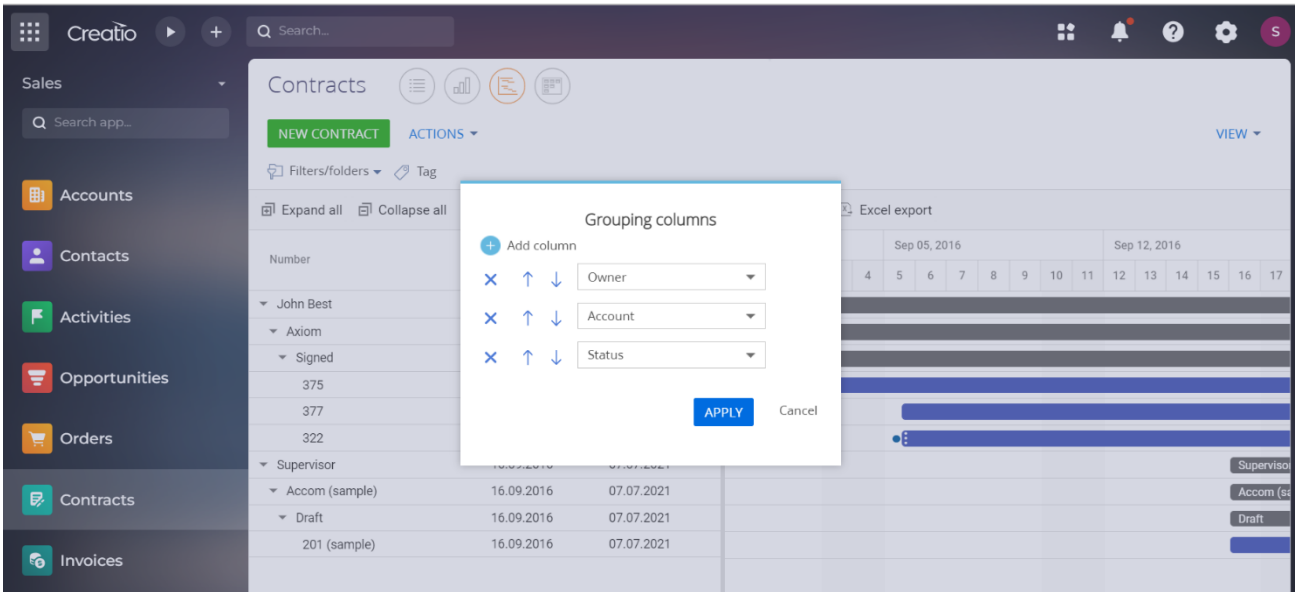 Creatio
Search...
S
Sales
Search app...
Accounts
Contacts
Activities
Opportunities
Orders
Contracts
Invoices
Contracts
NEW CONTRACT
ACTIONS
VIEW
Filters/folders
Tag
Expand all
Collapse all
Excel export
Number
Sep 05, 2016
Sep 12, 2016
4 5 6 7 8 9 10 11 12 13 14 15 16 17
John Best
Axiom
Signed
375
377
322
Supervisor
Accom (sample) 16.09.2016 07.07.2021
Draft 16.09.2016 07.07.2021
201 (sample) 16.09.2016 07.07.2021
Accom (sa
Draft
Grouping columns
Add column
Owner
Account
Status
APPLY
Cancel